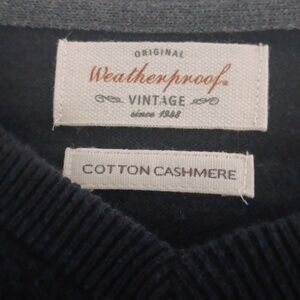 ORIGINAL
Weatherproof®
VINTAGE
since 1948
COTTON CASHMERE